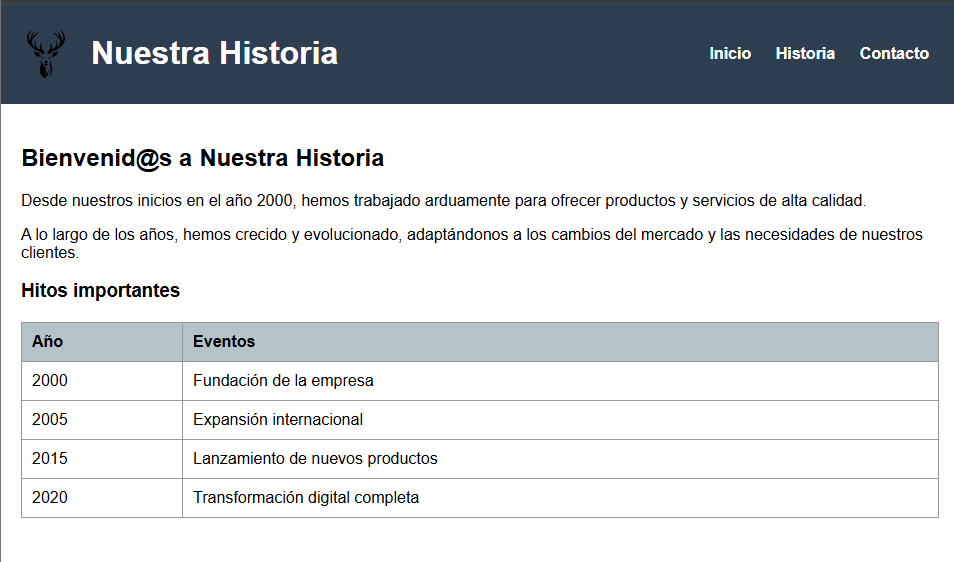 Nuestra Historia
Inicio Historia Contacto
Bienvenid@s a Nuestra Historia
Desde nuestros inicios en el año 2000, hemos trabajado arduamente para ofrecer productos y servicios de alta calidad.
A lo largo de los años, hemos crecido y evolucionado, adaptándonos a los cambios del mercado y las necesidades de nuestros
clientes.
Hitos importantes
Año Eventos
2000 Fundación de la empresa
2005 Expansión internacional
2015 Lanzamiento de nuevos productos
2020 Transformación digital completa